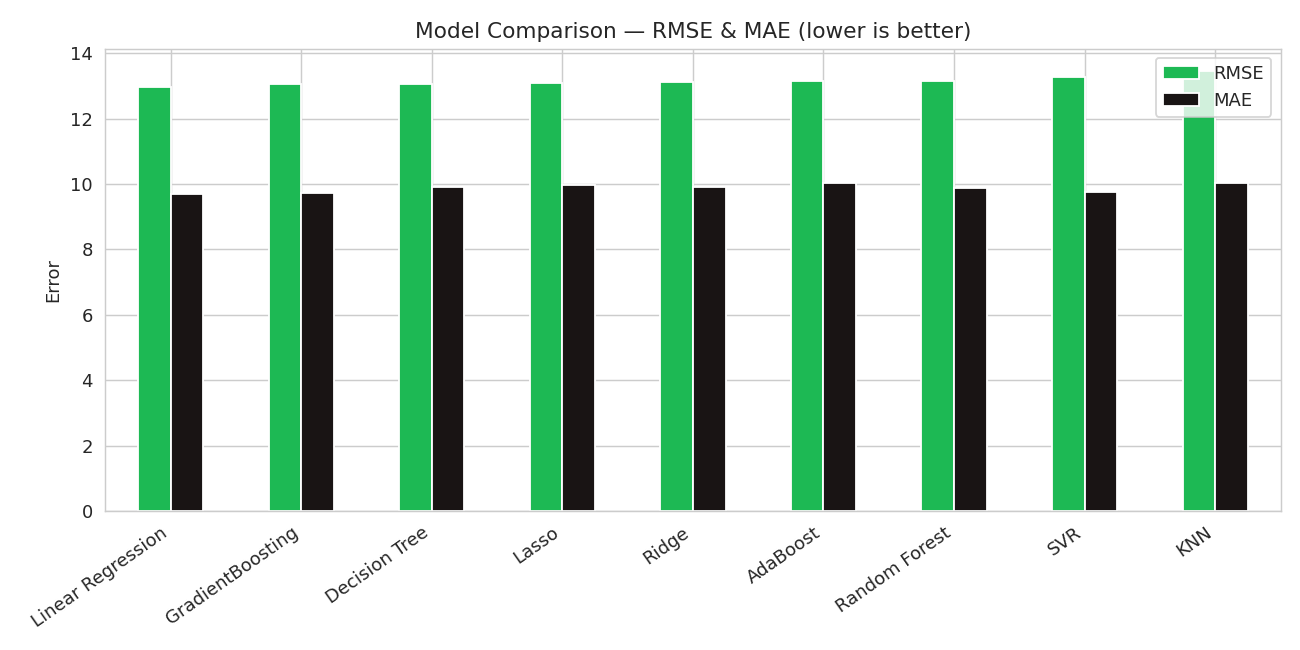 Model Comparison — RMSE & MAE (lower is better)
RMSE
MAE
Error
14
12
10
8
6
4
2
0
Linear Regression
GradientBoosting
Decision Tree
Lasso
Ridge
AdaBoost
Random Forest
SVR
KNN